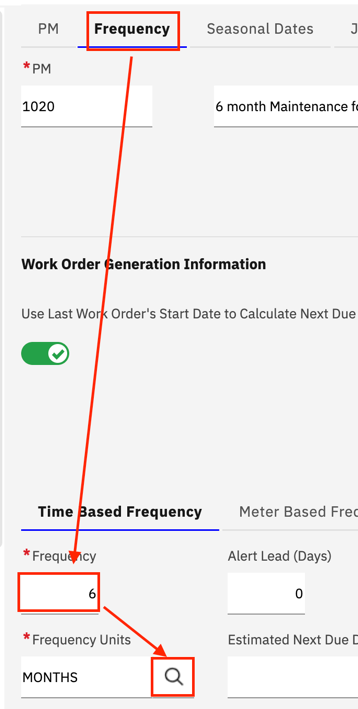 PM Frequency Seasonal Dates J
*PM
1020 6 month Maintenance fo
Work Order Generation Information
Use Last Work Order's Start Date to Calculate Next Due
Time Based Frequency Meter Based Freq
*Frequency Alert Lead (Days)
6 0
*Frequency Units Estimated Next Due D
MONTHS